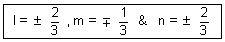 l = ± 2/3 , m = ∓ 1/3 & n = ± 2/3